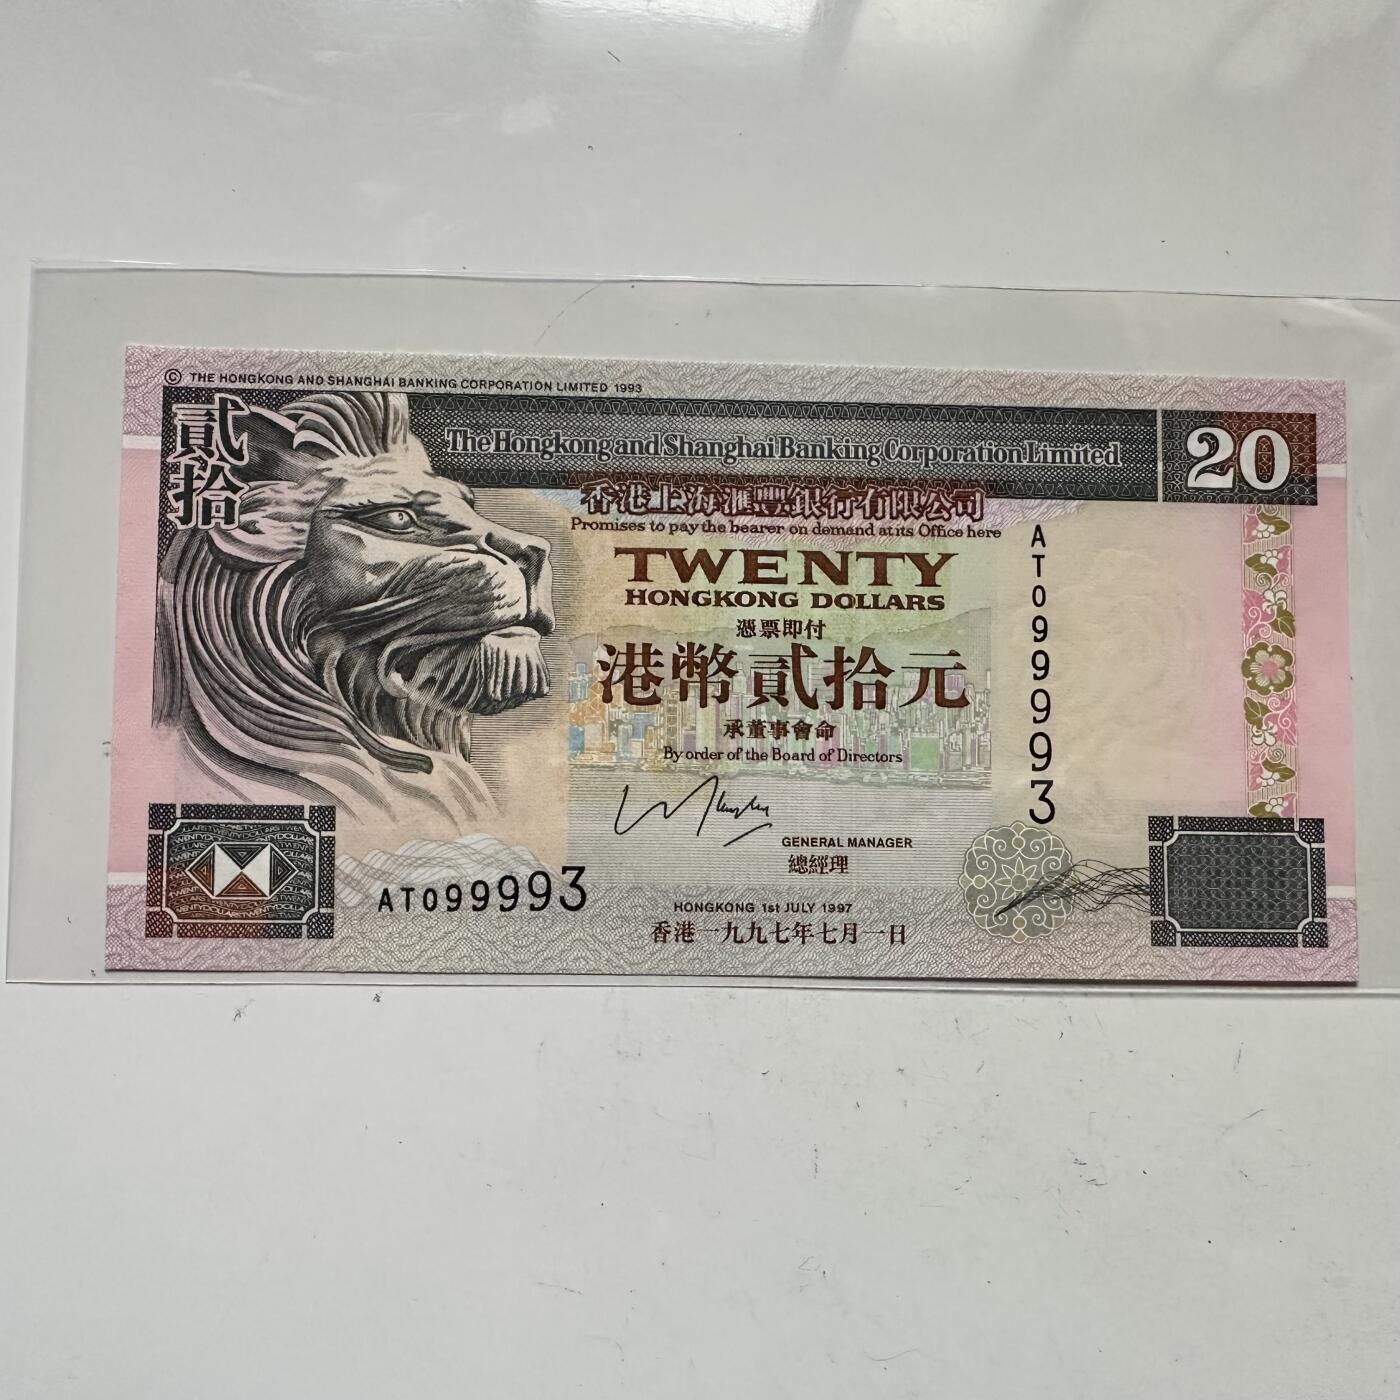 © THE HONGKONG AND SHANGHAI BANKING CORPORATION LIMITED 1993
貳拾
The Hongkong and Shanghai Banking Corporation Limited
20
香港上海滙豐銀行有限公司
Promises to pay the bearer on demand at its Office here
TWENTY
HONGKONG DOLLARS
憑票即付
港幣貳拾元
承董事會命
By order of the Board of Directors
AT099993
GENERAL MANAGER
總經理
AT099993
HONGKONG 1st JULY 1997
香港一九九七年七月一日